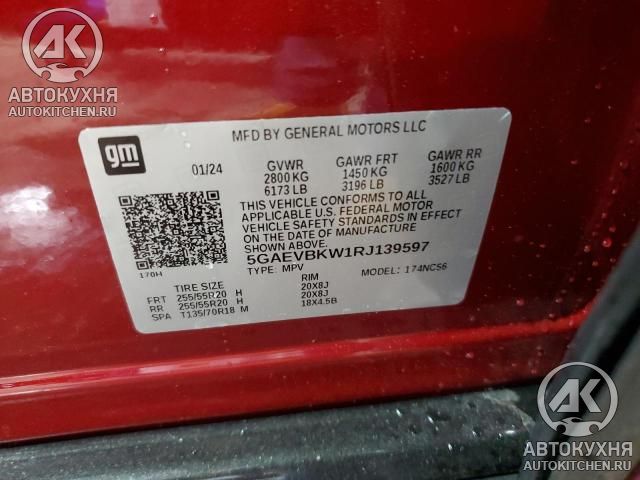 АК
АВТОКУХНЯ
AUTOKITCHEN.RU
gm
MFD BY GENERAL MOTORS LLC
01/24
GVWR GAWR FRT GAWR RR
2800 KG 1450 KG 1600 KG
6173 LB 3196 LB 3527 LB
THIS VEHICLE CONFORMS TO ALL
APPLICABLE U.S. FEDERAL MOTOR
VEHICLE SAFETY STANDARDS IN EFFECT
ON THE DATE OF MANUFACTURE
SHOWN ABOVE.
5GAEVBKW1RJ139597
170H
TYPE: MPV MODEL: 174NC56
TIRE SIZE RIM
FRT 255/55R20 H 20X8J
RR 255/55R20 H 20X8J
SPA T135/70R18 M 18X4.5B
АК
АВТОКУХНЯ
AUTOKITCHEN.RU